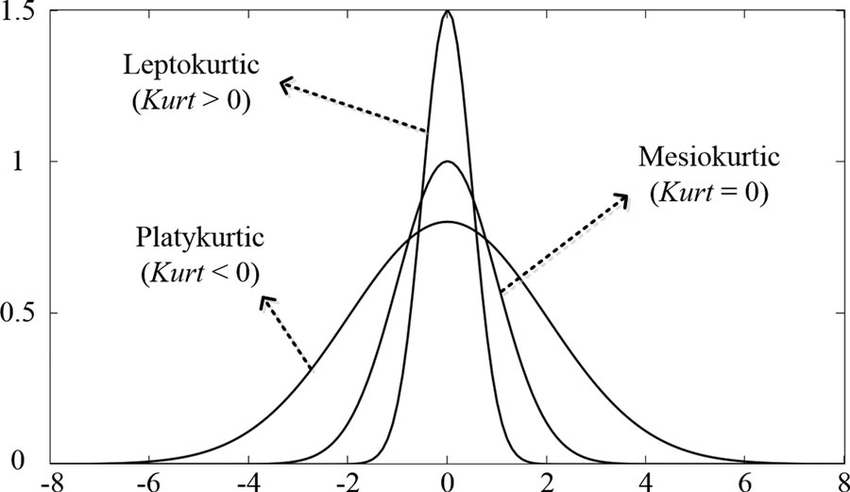 1.5
Leptokurtic
(Kurt > 0)
1
Mesiokurtic
(Kurt = 0)
Platykurtic
(Kurt < 0)
0.5
0
-8 -6 -4 -2 0 2 4 6 8